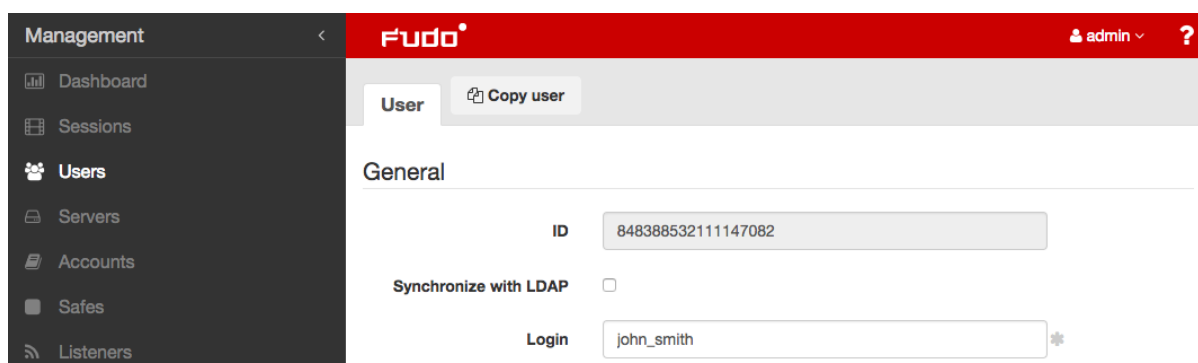 Management
Fudo
admin
?
Dashboard
Sessions
Users
Servers
Accounts
Safes
Listeners
User
Copy user
General
ID
848388532111147082
Synchronize with LDAP
Login
john_smith
*